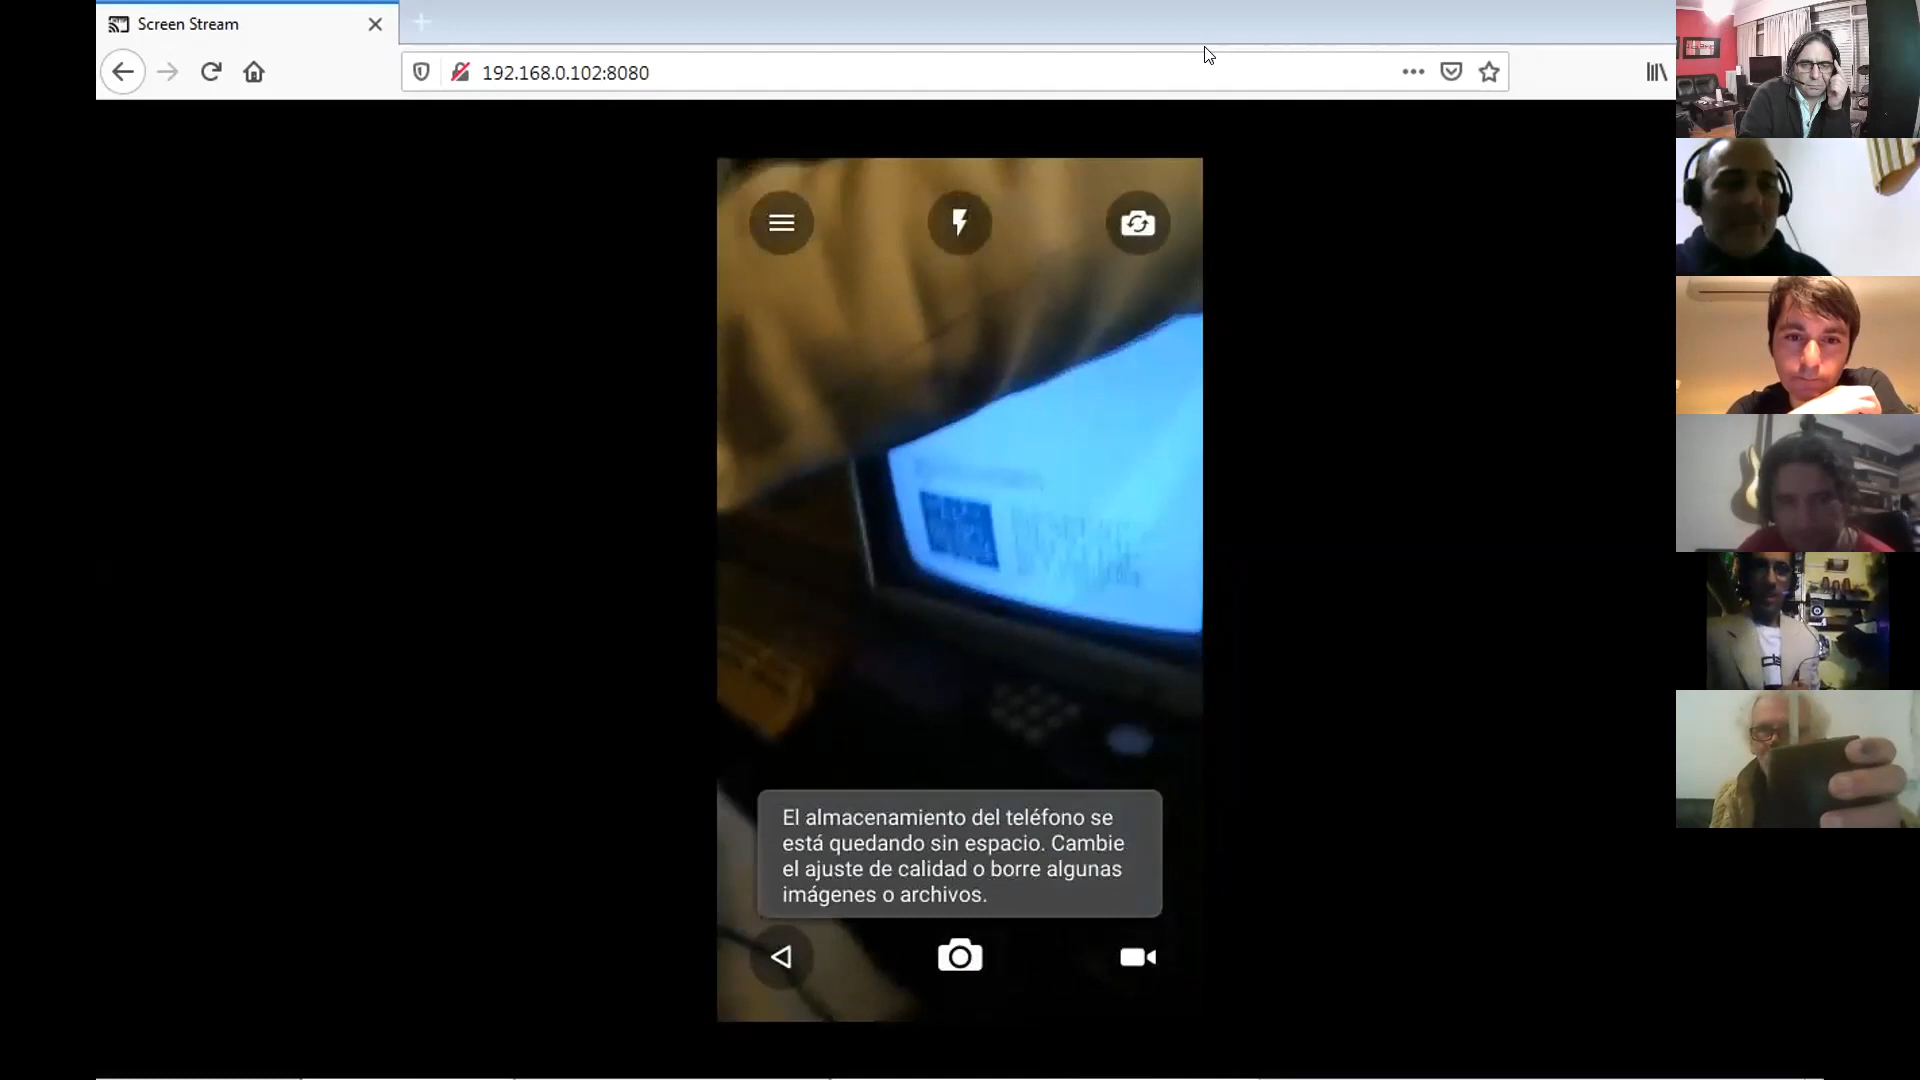 Screen Stream
192.168.0.102:8080
El almacenamiento del teléfono se
está quedando sin espacio. Cambie
el ajuste de calidad o borre algunas
imágenes o archivos.